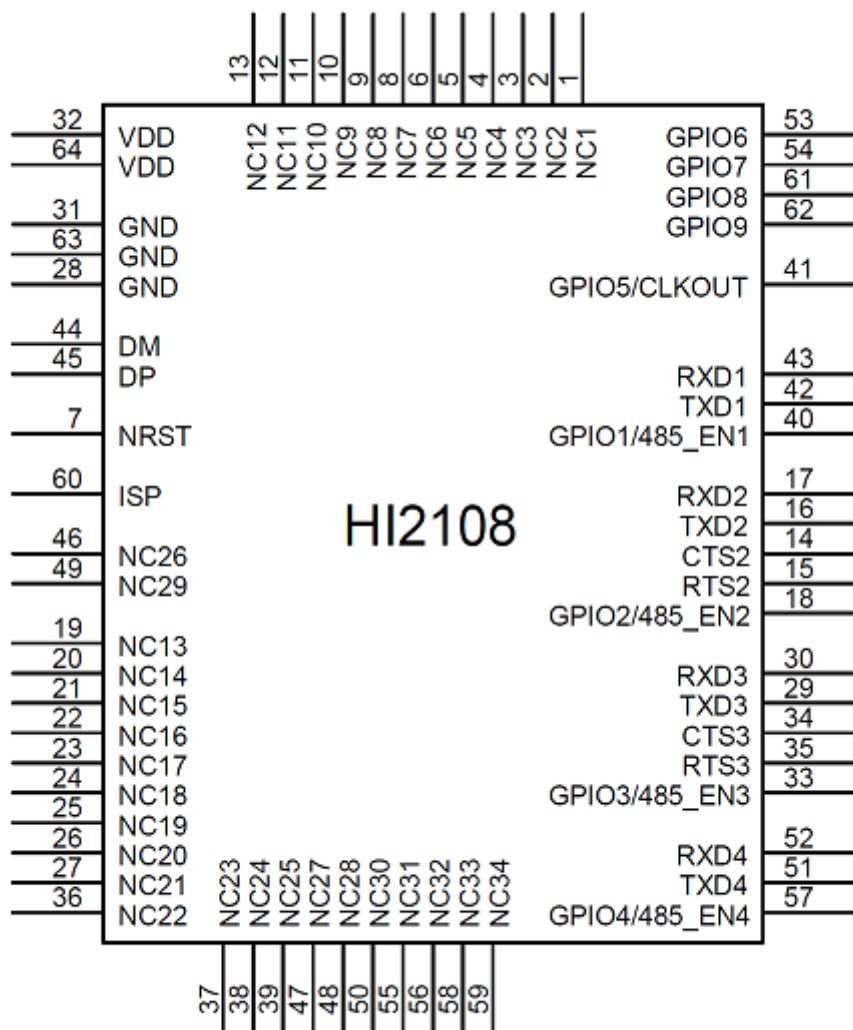 13 12 11 10 9 8 6 5 4 3 2 1
NC12 NC11 NC10 NC9 NC8 NC7 NC6 NC5 NC4 NC3 NC2 NC1
32 VDD
64 VDD
31 GND
63 GND
28 GND
44 DM
45 DP
7 NRST
60 ISP
46 NC26
49 NC29
19 NC13
20 NC14
21 NC15
22 NC16
23 NC17
24 NC18
25 NC19
26 NC20
27 NC21
36 NC22
HI2108
GPIO6 53
GPIO7 54
GPIO8 61
GPIO9 62
GPIO5/CLKOUT 41
RXD1 43
TXD1 42
GPIO1/485_EN1 40
RXD2 17
TXD2 16
CTS2 14
RTS2 15
GPIO2/485_EN2 18
RXD3 30
TXD3 29
CTS3 34
RTS3 35
GPIO3/485_EN3 33
RXD4 52
TXD4 51
GPIO4/485_EN4 57
NC23 NC24 NC25 NC27 NC28 NC30 NC31 NC32 NC33 NC34
37 38 39 47 48 50 55 56 58 59